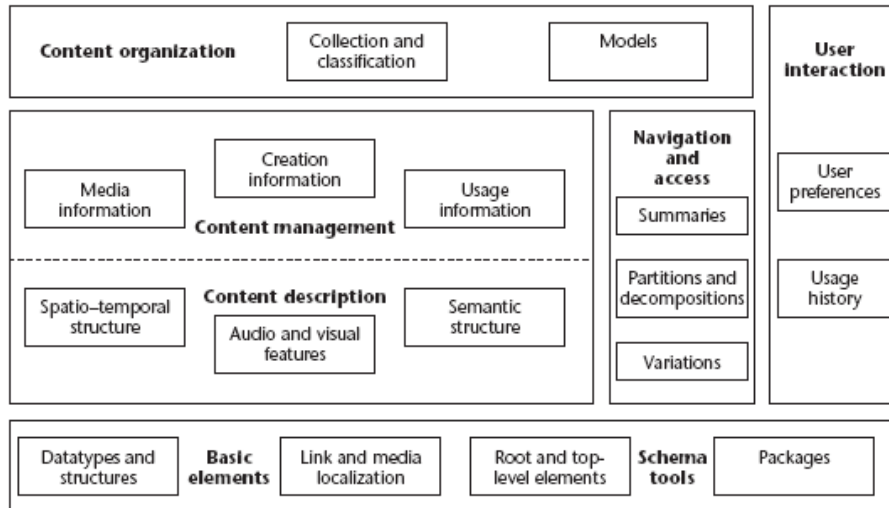 Content organization
Collection and
classification
Models
User
interaction
Media
information
Creation
information
Usage
information
Content management
Navigation
and
access
Summaries
User
preferences
Spatio–temporal
structure
Content description
Audio and visual
features
Semantic
structure
Partitions and
decompositions
Variations
Usage
history
Datatypes and
structures
Basic
elements
Link and media
localization
Root and top-
level elements
Schema
tools
Packages